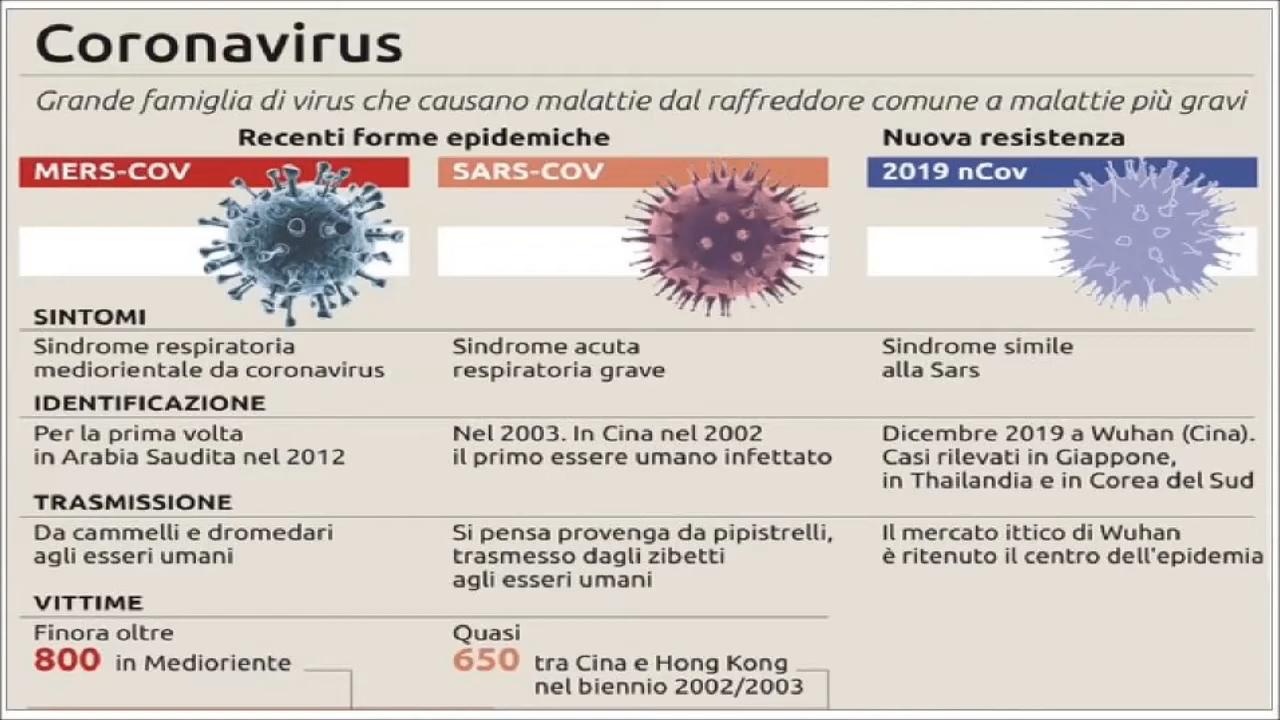 Coronavirus
Grande famiglia di virus che causano malattie dal raffreddore comune a malattie più gravi
Recenti forme epidemiche
Nuova resistenza
MERS-COV
SARS-COV
2019 nCov
SINTOMI
Sindrome respiratoria
mediorientale da coronavirus
Sindrome acuta
respiratoria grave
Sindrome simile
alla Sars
IDENTIFICAZIONE
Per la prima volta
in Arabia Saudita nel 2012
Nel 2003. In Cina nel 2002
il primo essere umano infettato
Dicembre 2019 a Wuhan (Cina).
Casi rilevati in Giappone,
in Thailandia e in Corea del Sud
TRASMISSIONE
Da cammelli e dromedari
agli esseri umani
Si pensa provenga da pipistrelli,
trasmesso dagli zibetti
agli esseri umani
Il mercato ittico di Wuhan
è ritenuto il centro dell'epidemia
VITTIME
Finora oltre
800 in Medioriente
Quasi
650 tra Cina e Hong Kong
nel biennio 2002/2003